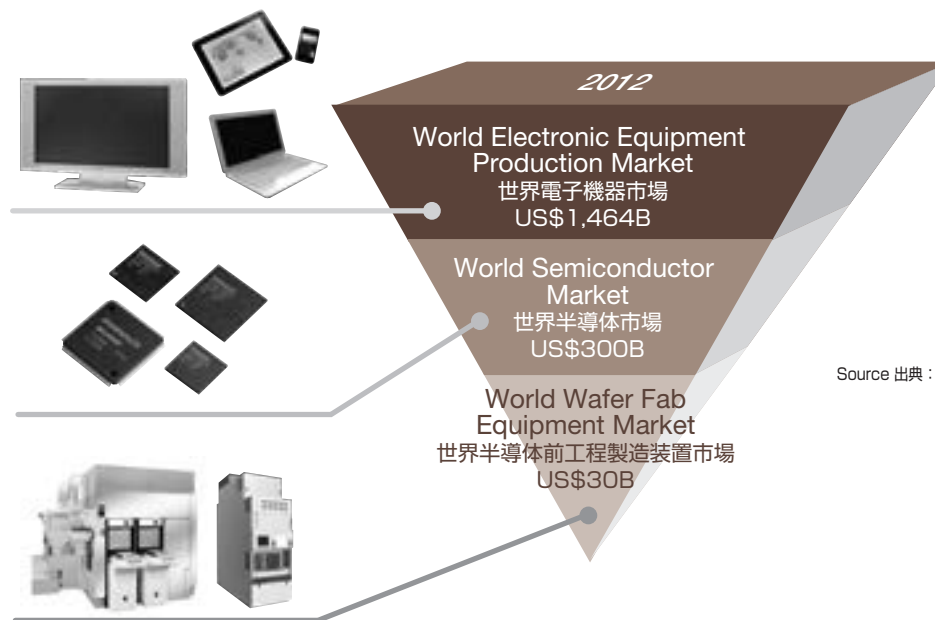 2012
World Electronic Equipment
Production Market
世界電子機器市場
US$1,464B
World Semiconductor
Market
世界半導体市場
US$300B
Source 出典：
World Wafer Fab
Equipment Market
世界半導体前工程製造装置市場
US$30B